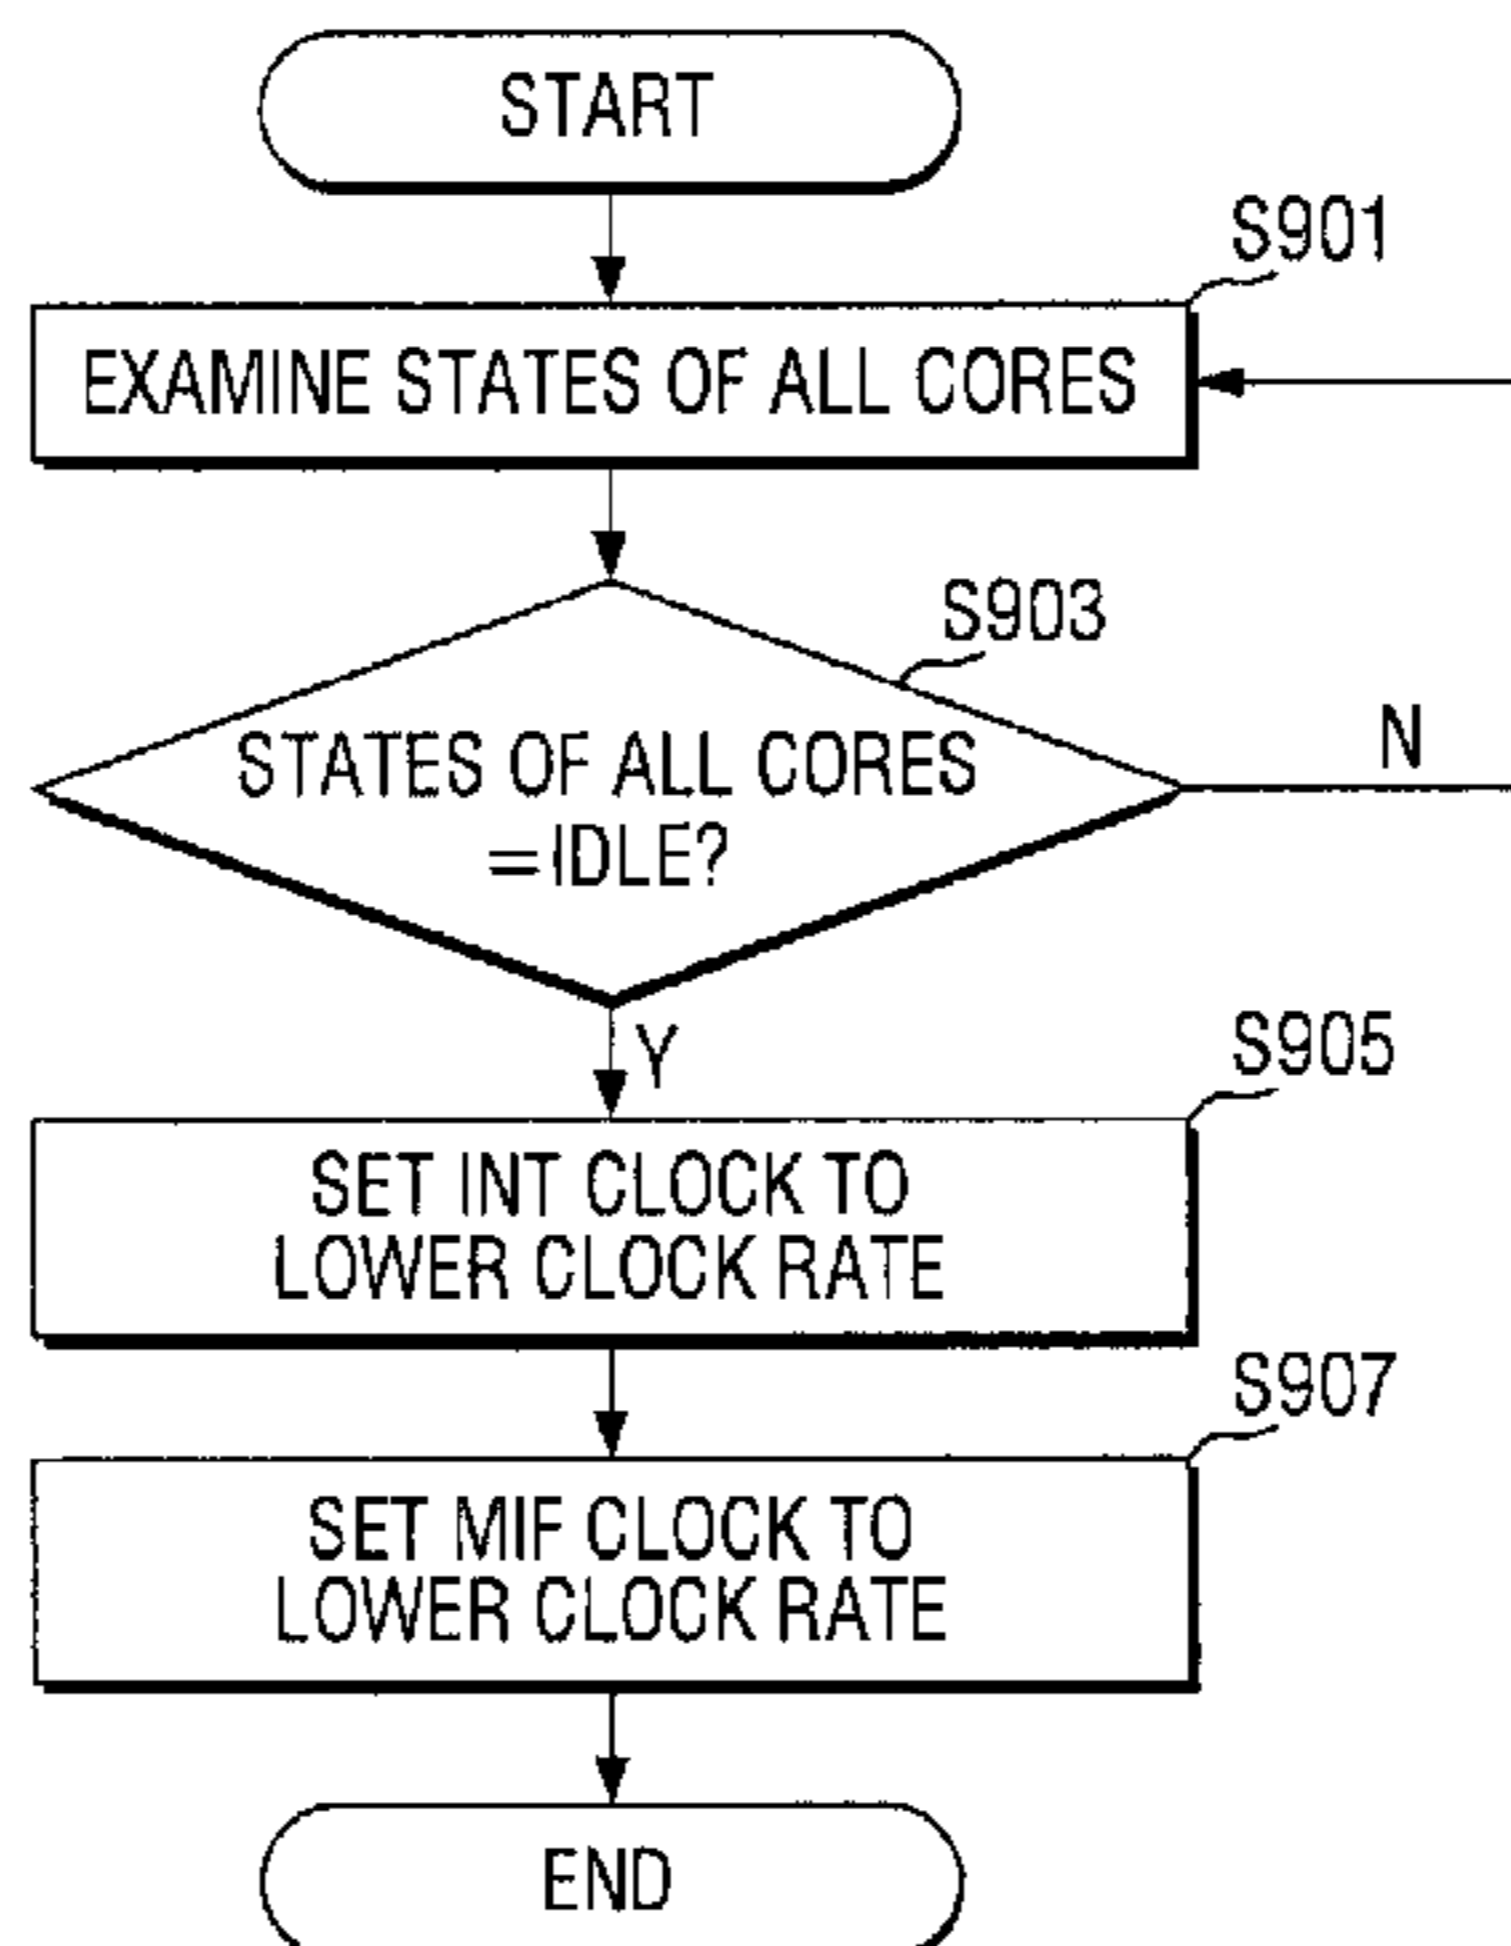 START
S901
EXAMINE STATES OF ALL CORES
S903
STATES OF ALL CORES
=IDLE?
N
Y
S905
SET INT CLOCK TO
LOWER CLOCK RATE
S907
SET MIF CLOCK TO
LOWER CLOCK RATE
END